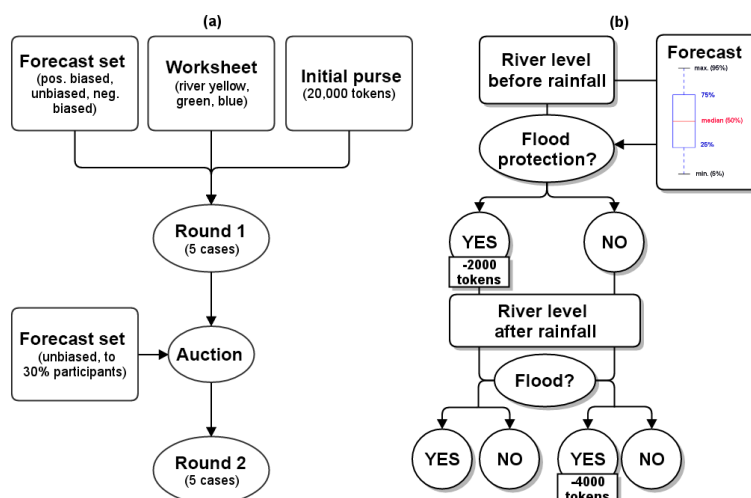 (a)
Forecast set
(pos. biased,
unbiased, neg.
biased)
Worksheet
(river yellow,
green, blue)
Initial purse
(20,000 tokens)
Round 1
(5 cases)
Forecast set
(unbiased, to
30% participants)
Auction
Round 2
(5 cases)
(b)
River level
before rainfall
Forecast
max. (95%)
75%
median (50%)
25%
min. (5%)
Flood
protection?
YES
-2000
tokens
NO
River level
after rainfall
Flood?
YES
NO
YES
-4000
tokens
NO